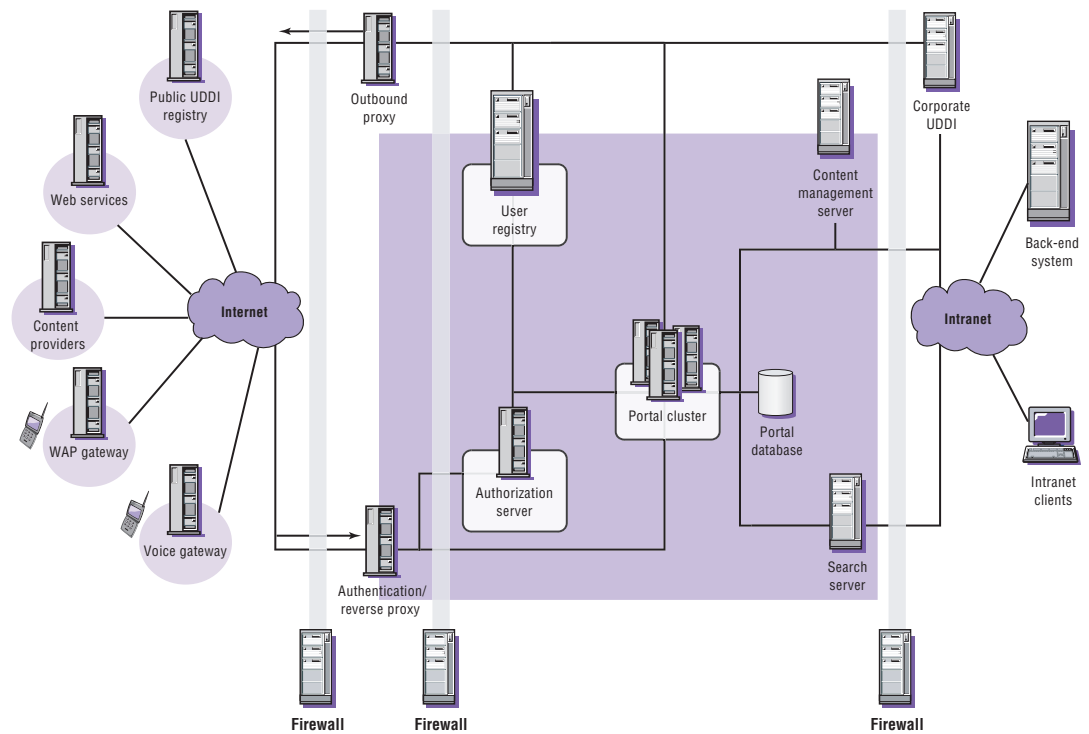 Public UDDI
registry
Outbound
proxy
Corporate
UDDI
Web services
User
registry
Content
management
server
Back-end
system
Content
providers
Internet
Intranet
WAP gateway
Portal cluster
Portal
database
Voice gateway
Authorization
server
Intranet
clients
Authentication/
reverse proxy
Search
server
Firewall
Firewall
Firewall